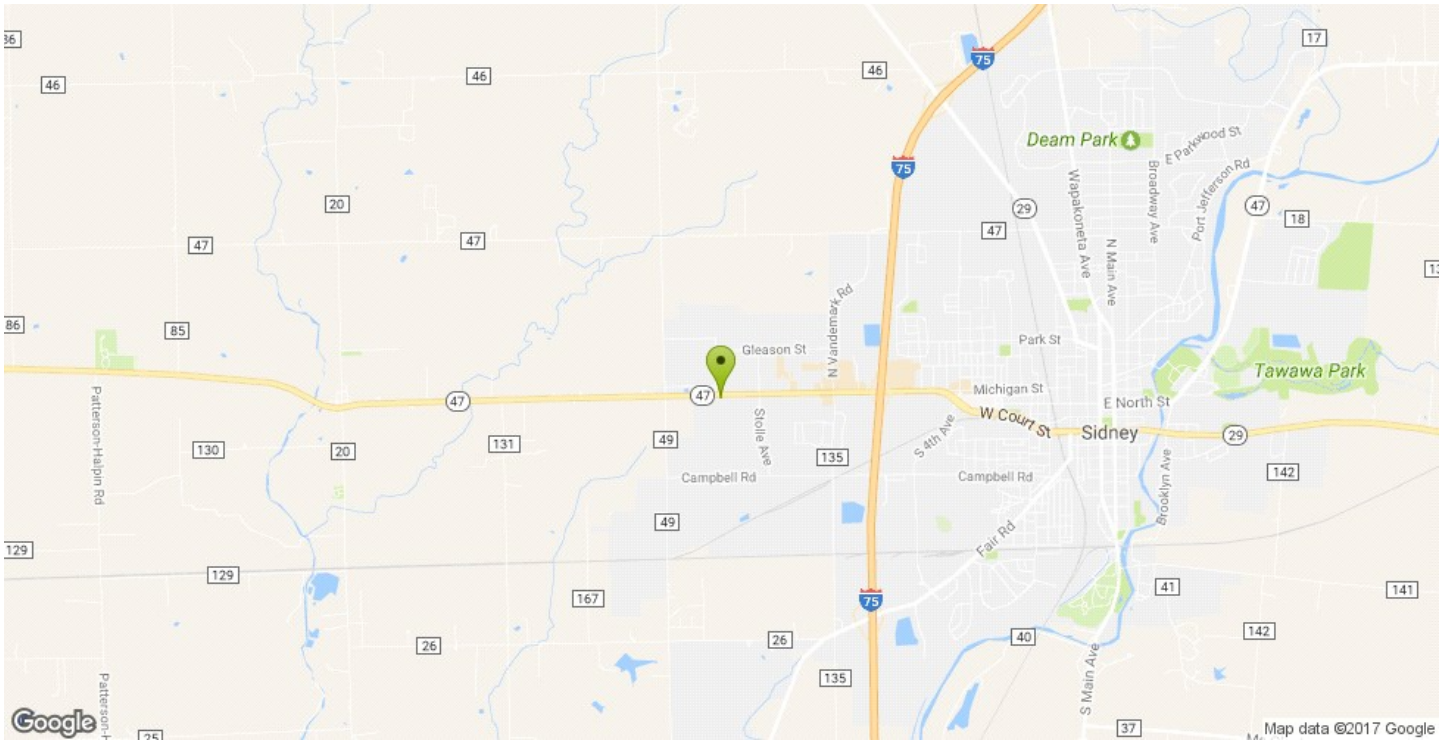 36
46
46
46
75
17
Deam Park
E Parkwood St
75
Broadway Ave
Port Jefferson Rd
20
29
Wapakoneta Ave
47
18
47
47
47
N Main Ave
N Vandemark Rd
86
85
Gleason St
Park St
Tawawa Park
47
47
Michigan St
E North St
Patterson-Halpin Rd
Stolle Ave
W Court St
Sidney
29
130
20
131
49
135
S 4th Ave
Campbell Rd
Campbell Rd
142
Brooklyn Ave
49
Fair Rd
129
129
167
75
41
141
26
26
40
142
135
S Main Ave
Patterson-H
25
37
Google
Map data ©2017 Google